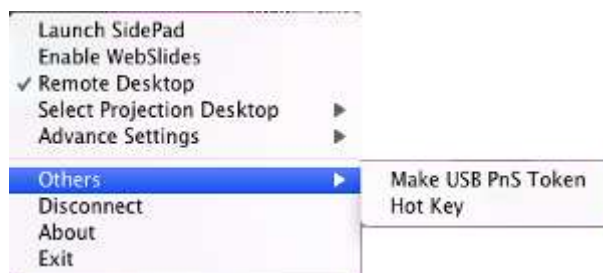 Launch SidePad
Enable WebSlides
✓ Remote Desktop
Select Projection Desktop
Advance Settings
Others
Make USB PnS Token
Hot Key
Disconnect
About
Exit